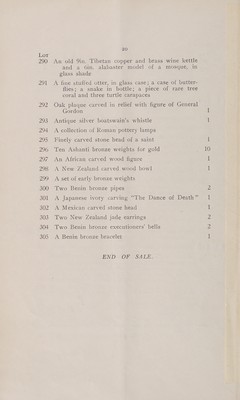 20
Lot
290 An old 9in. Tibetan copper and brass wine kettle
and a 6in. alabaster model of a mosque, in
glass shade
291 A fine stuffed otter, in glass case; a case of butter-
flies; a snake in bottle; a piece of rare tree
coral and three turtle carapaces
292 Oak plaque carved in relief with figure of General
Gordon 1
293 Antique silver boatswain's whistle 1
294 A collection of Roman pottery lamps
295 Finely carved stone head of a saint 1
296 Ten Ashanti bronze weights for gold 10
297 An African carved wood figure 1
298 A New Zealand carved wood bowl 1
299 A set of early bronze weights
300 Two Benin bronze pipes 2
301 A Japanese ivory carving "The Dance of Death" 1
302 A Mexican carved stone head 1
303 Two New Zealand jade earrings 2
304 Two Benin bronze executioners' bells 2
305 A Benin bronze bracelet 1
END OF SALE.